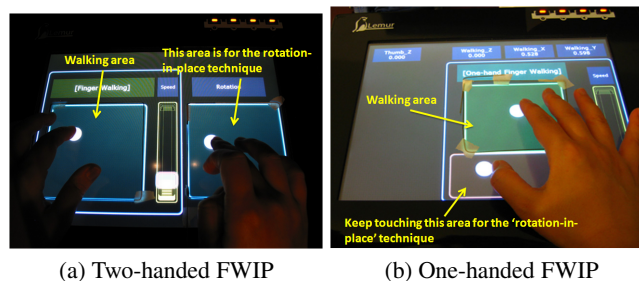 Lemur
Walking area
This area is for the rotation-
in-place technique
[Finger Walking]
Speed
Rotation
(a) Two-handed FWIP
Lemur
Thumb_Z
0.000
Walking_Z
0.000
Walking_X
0.528
Walking_Y
0.596
[One-hand Finger Walking]
Speed
Walking area
Keep touching this area for the ‘rotation-in-
place’ technique
(b) One-handed FWIP